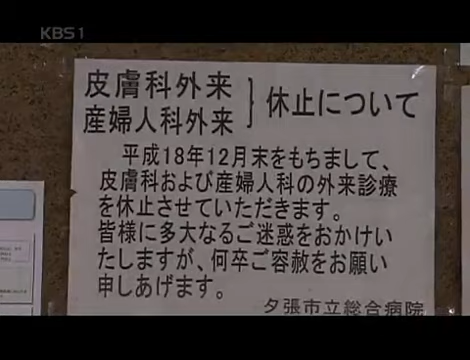 KBS1
皮膚科外来
産婦人科外来 } 休止について
平成18年12月末をもちまして、
皮膚科および産婦人科の外来診療
を休止させていただきます。
皆様に多大なるご迷惑をおかけい
たしますが、何卒ご容赦をお願い
申しあげます。
夕張市立総合病院